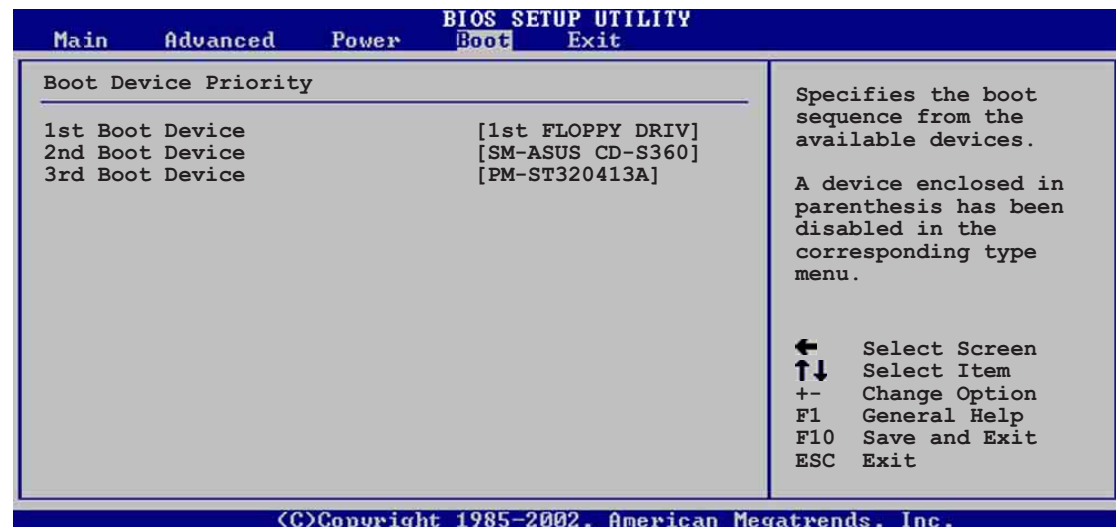 BIOS SETUP UTILITY
Main Advanced Power Boot Exit
Boot Device Priority
1st Boot Device [1st FLOPPY DRIV]
2nd Boot Device [SM-ASUS CD-S360]
3rd Boot Device [PM-ST320413A]
Specifies the boot
sequence from the
available devices.
A device enclosed in
parenthesis has been
disabled in the
corresponding type
menu.
← Select Screen
↑↓ Select Item
+- Change Option
F1 General Help
F10 Save and Exit
ESC Exit
(C)Copyright 1985-2002, American Megatrends, Inc.